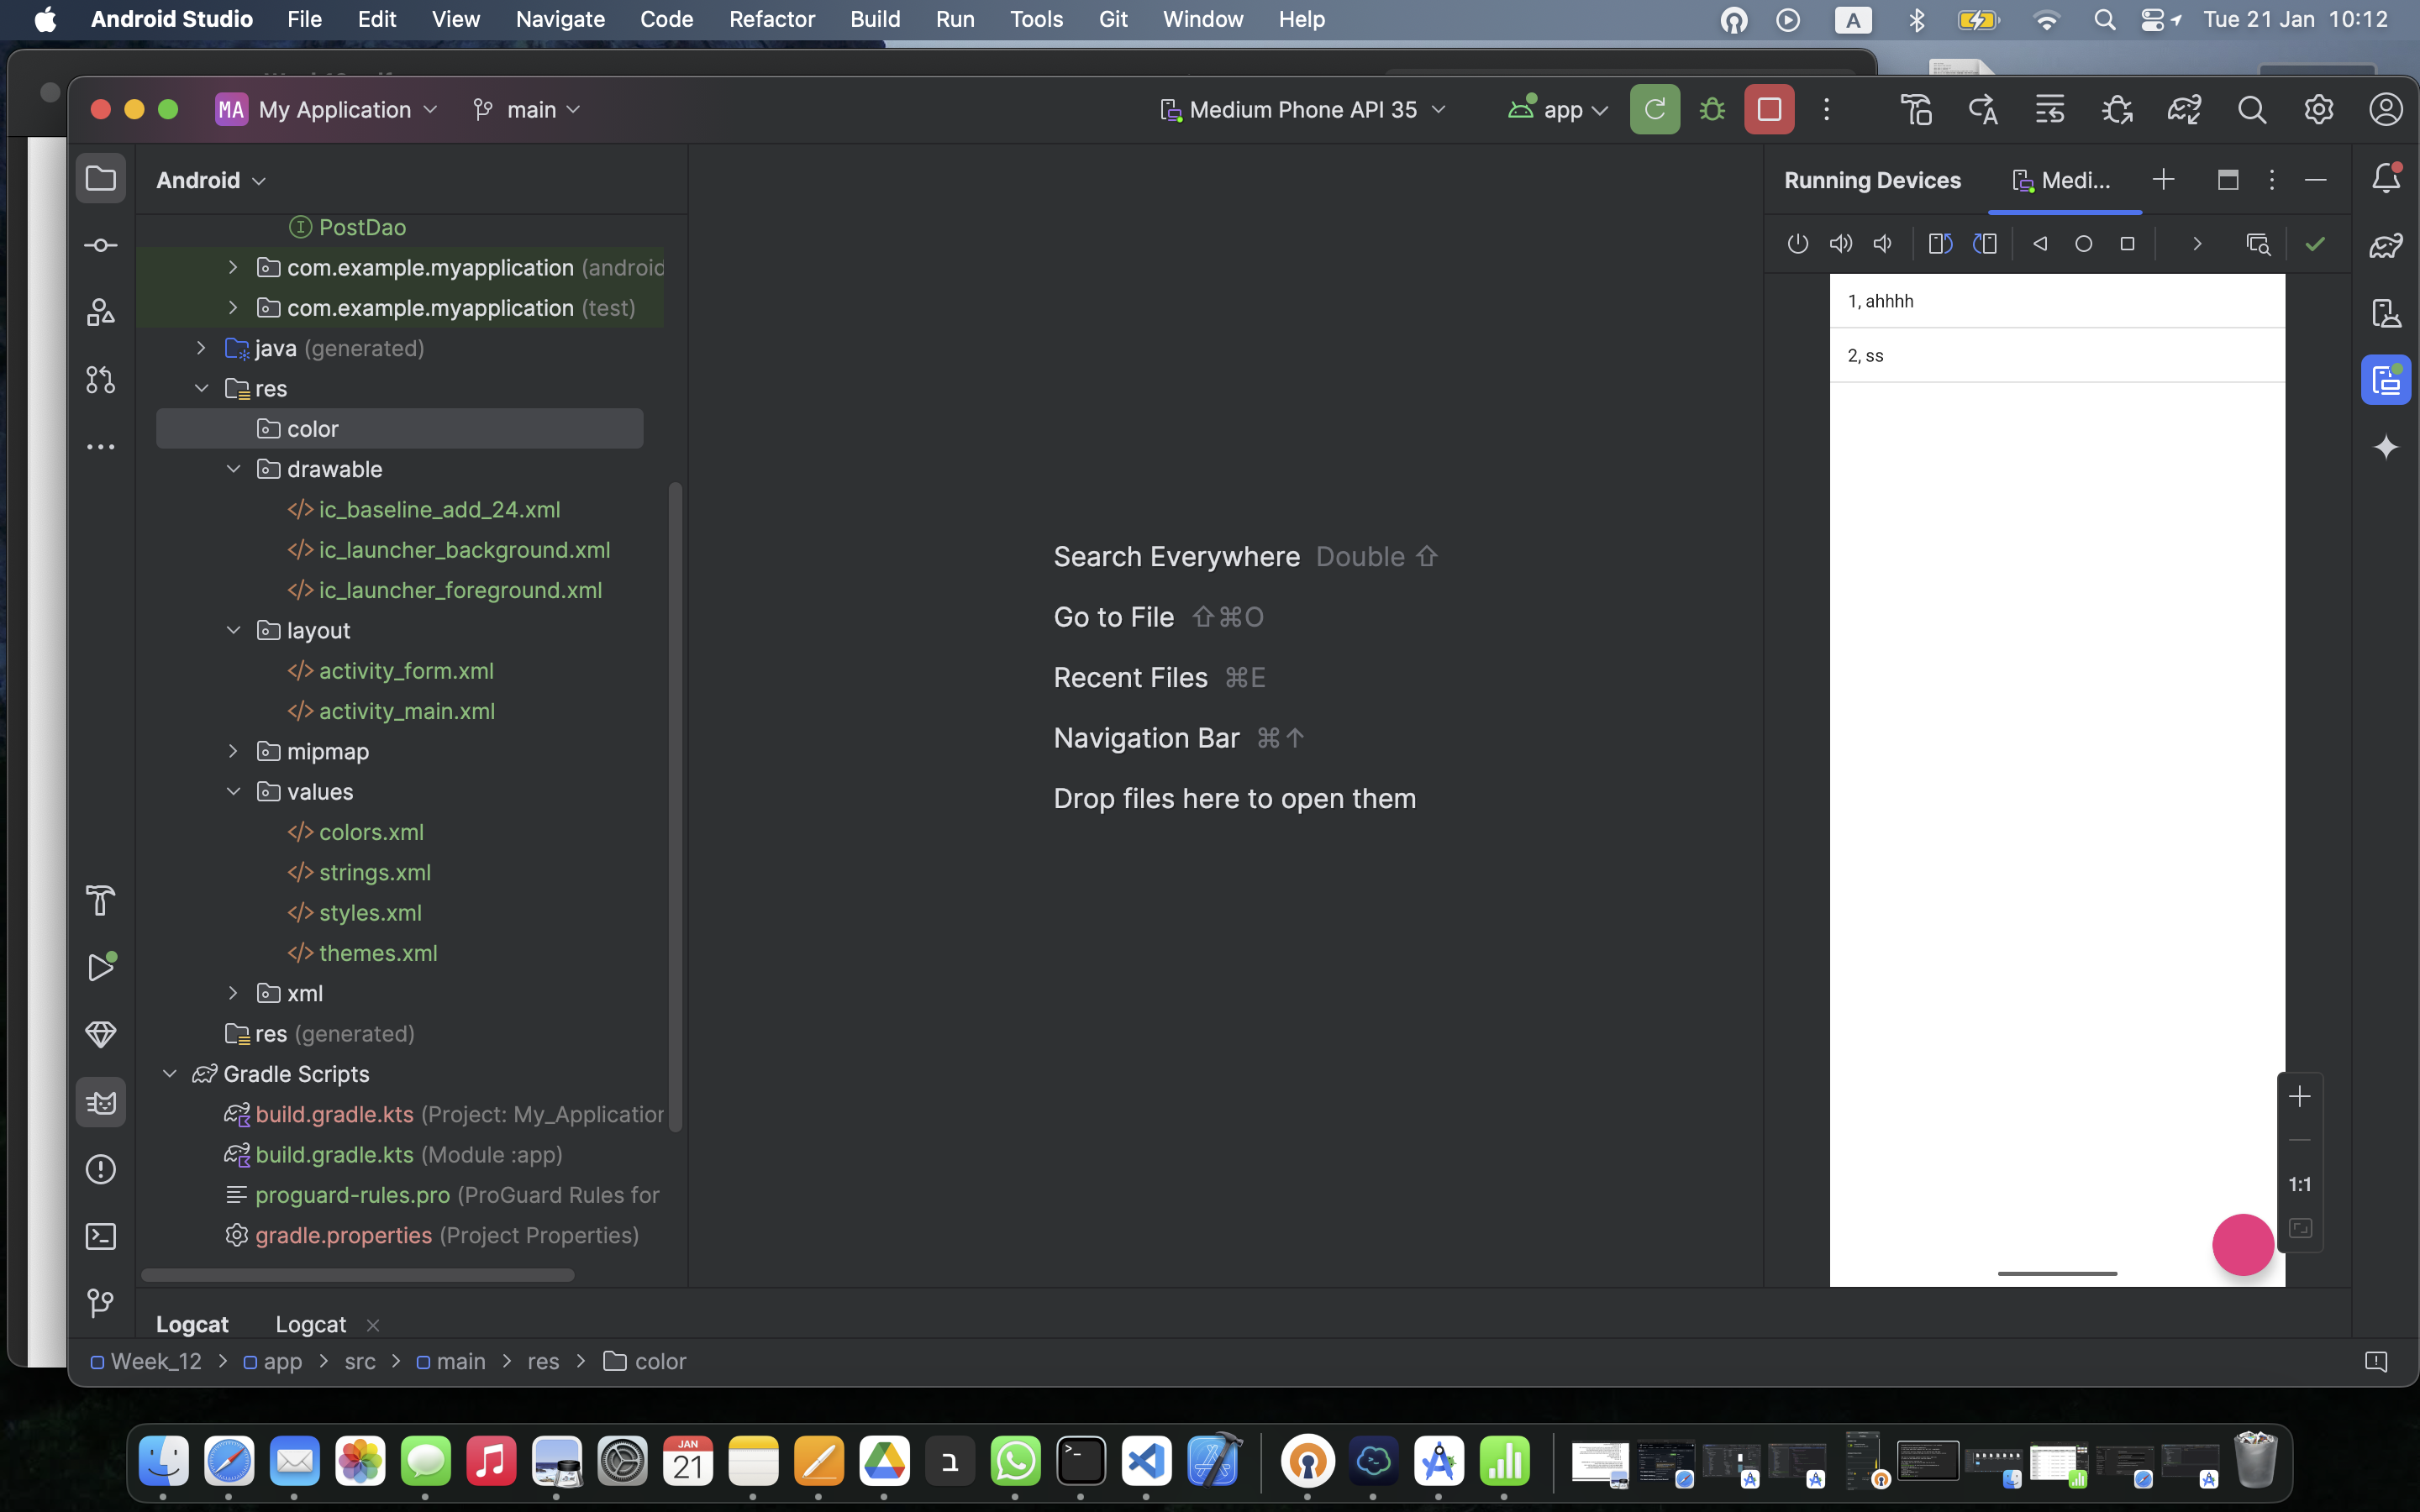 Android Studio File Edit View Navigate Code Refactor Build Run Tools Git Window Help A Tue 21 Jan 10:12
MA My Application main Medium Phone API 35 app
Android
PostDao
com.example.myapplication (android
com.example.myapplication (test)
java (generated)
res
color
drawable
ic_baseline_add_24.xml
ic_launcher_background.xml
ic_launcher_foreground.xml
layout
activity_form.xml
activity_main.xml
mipmap
values
colors.xml
strings.xml
styles.xml
themes.xml
xml
res (generated)
Gradle Scripts
build.gradle.kts (Project: My_Application
build.gradle.kts (Module :app)
proguard-rules.pro (ProGuard Rules for
gradle.properties (Project Properties)
Search Everywhere Double ⇧
Go to File ⇧⌘O
Recent Files ⌘E
Navigation Bar ⌘↑
Drop files here to open them
Running Devices Medi...
1, ahhhh
2, ss
1:1
Logcat Logcat
Week_12 > app > src > main > res > color
JAN
21
ב